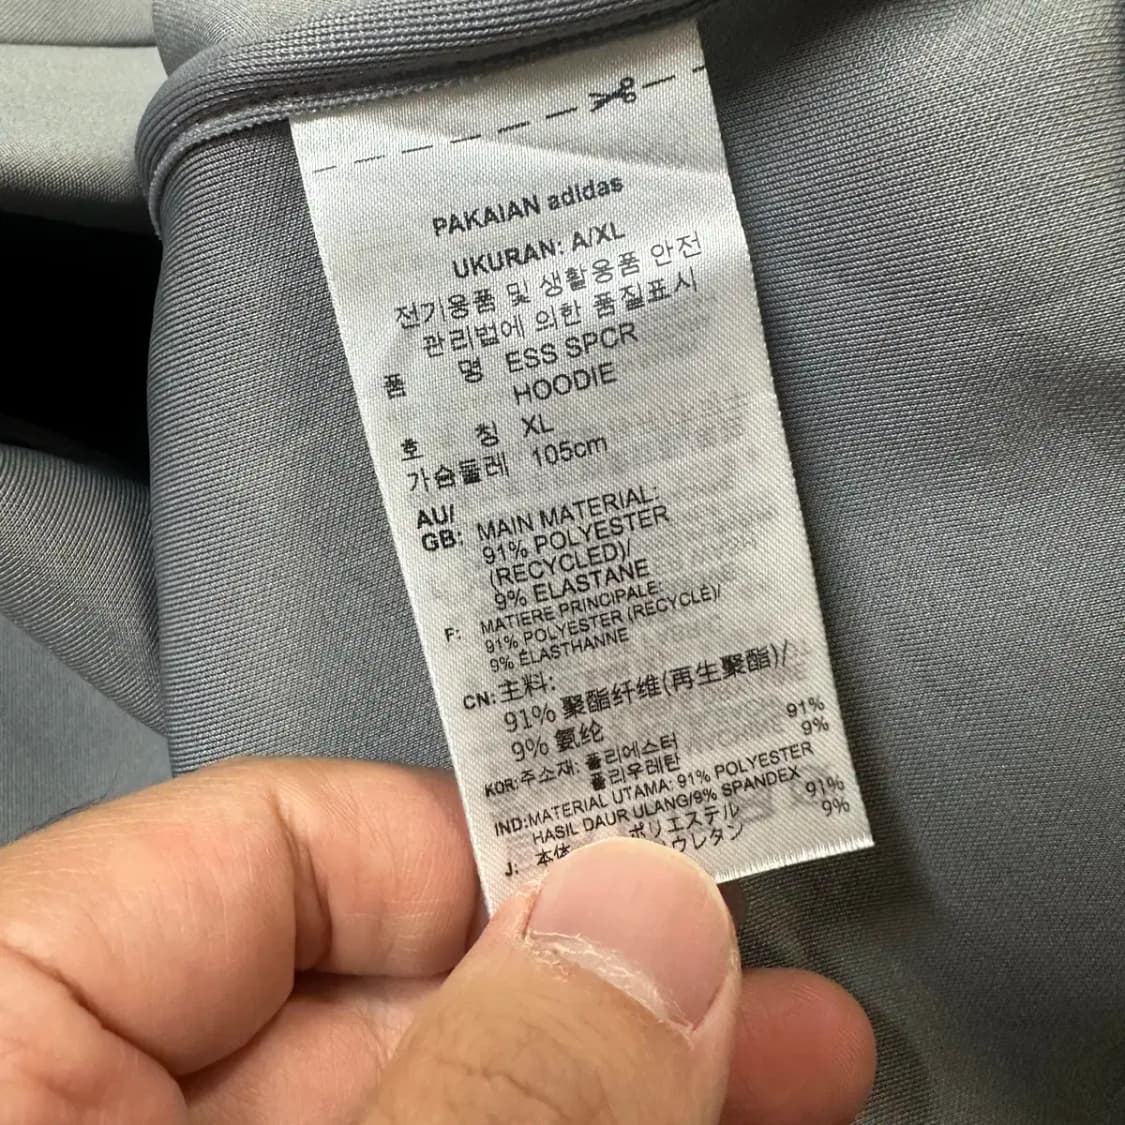 PAKAIAN adidas
UKURAN: A/XL
전기용품 및 생활용품 안전
관리법에 의한 품질표시
품 명 ESS SPCR
HOODIE
호 칭 XL
가슴둘레 105cm
AU/
GB: MAIN MATERIAL:
91% POLYESTER
(RECYCLED)/
9% ELASTANE
F: MATIERE PRINCIPALE:
91% POLYESTER (RECYCLÉ)/
9% ÉLASTHANNE
CN: 主料:
91% 聚酯纤维(再生聚酯)/
9% 氨纶
KOR: 주소재: 폴리에스터 91%
폴리우레탄 9%
IND: MATERIAL UTAMA: 91% POLYESTER
HASIL DAUR ULANG/9% SPANDEX
J: 本体 ポリエステル 91%
ウレタン 9%